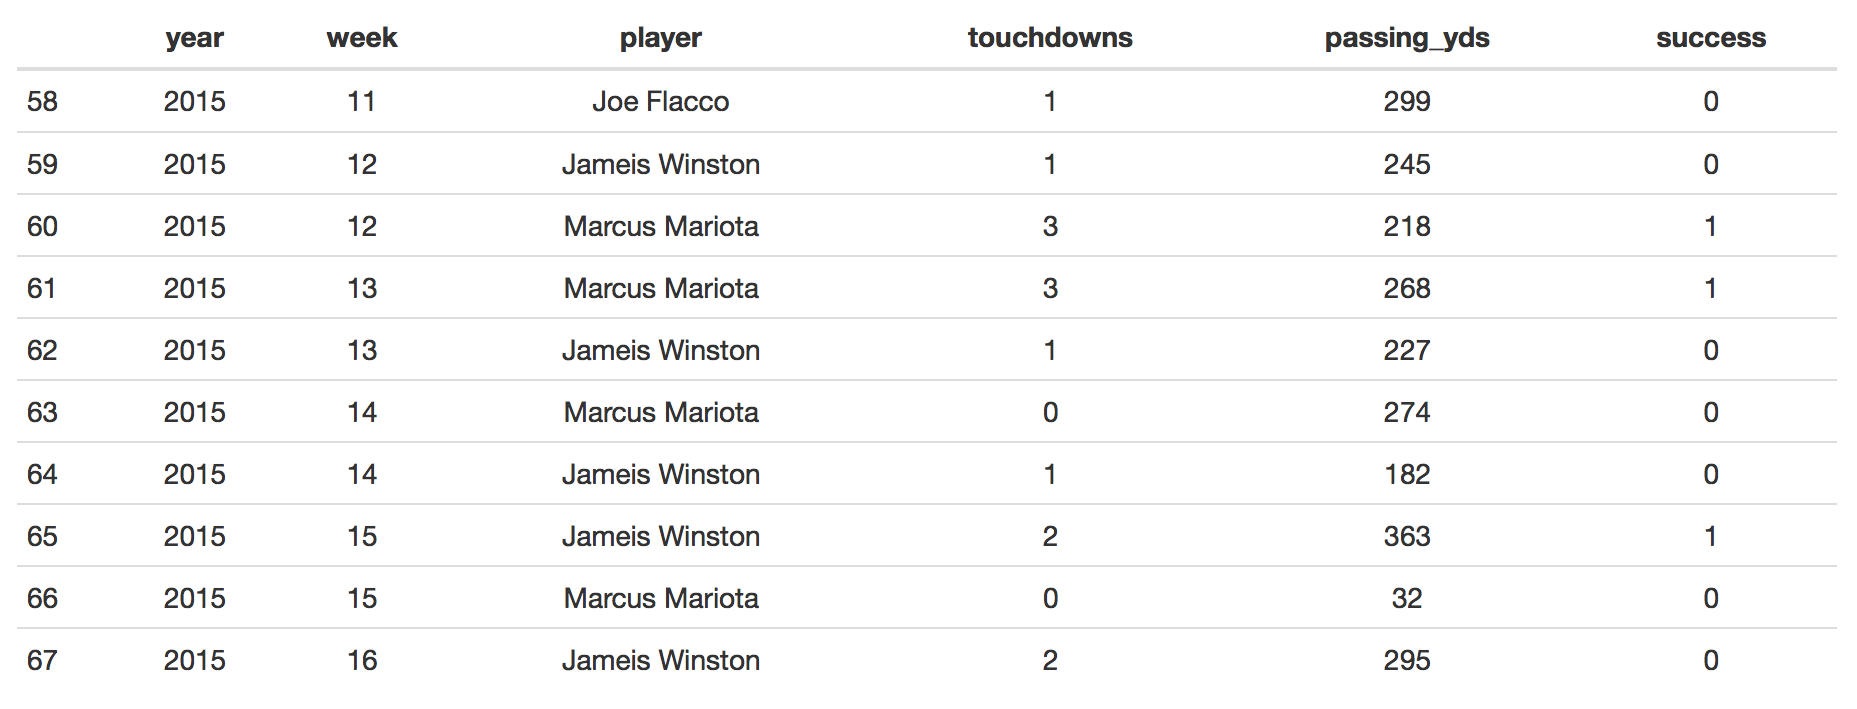 year week player touchdowns passing_yds success
58 2015 11 Joe Flacco 1 299 0
59 2015 12 Jameis Winston 1 245 0
60 2015 12 Marcus Mariota 3 218 1
61 2015 13 Marcus Mariota 3 268 1
62 2015 13 Jameis Winston 1 227 0
63 2015 14 Marcus Mariota 0 274 0
64 2015 14 Jameis Winston 1 182 0
65 2015 15 Jameis Winston 2 363 1
66 2015 15 Marcus Mariota 0 32 0
67 2015 16 Jameis Winston 2 295 0